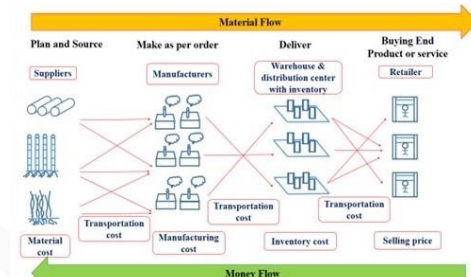 Material Flow
Plan and Source
Make as per order
Deliver
Buying End
Product or service
Suppliers
Manufacturers
Warehouse &
distribution center
with inventory
Retailer
Transportation
cost
Transportation
cost
Transportation
cost
Material
cost
Manufacturing
cost
Inventory cost
Selling price
Money Flow